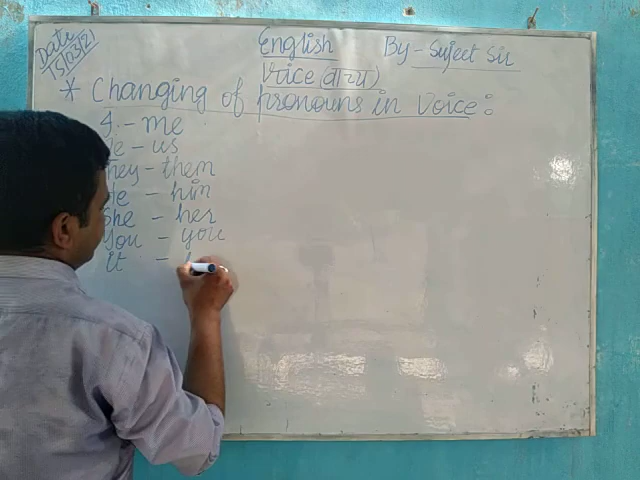 Date
15/03/21
English
By - Sujeet Sir
Voice (वाच्य)
* Changing of pronouns in Voice :
I - me
We - us
They - them
He - him
She - her
You - you
it -